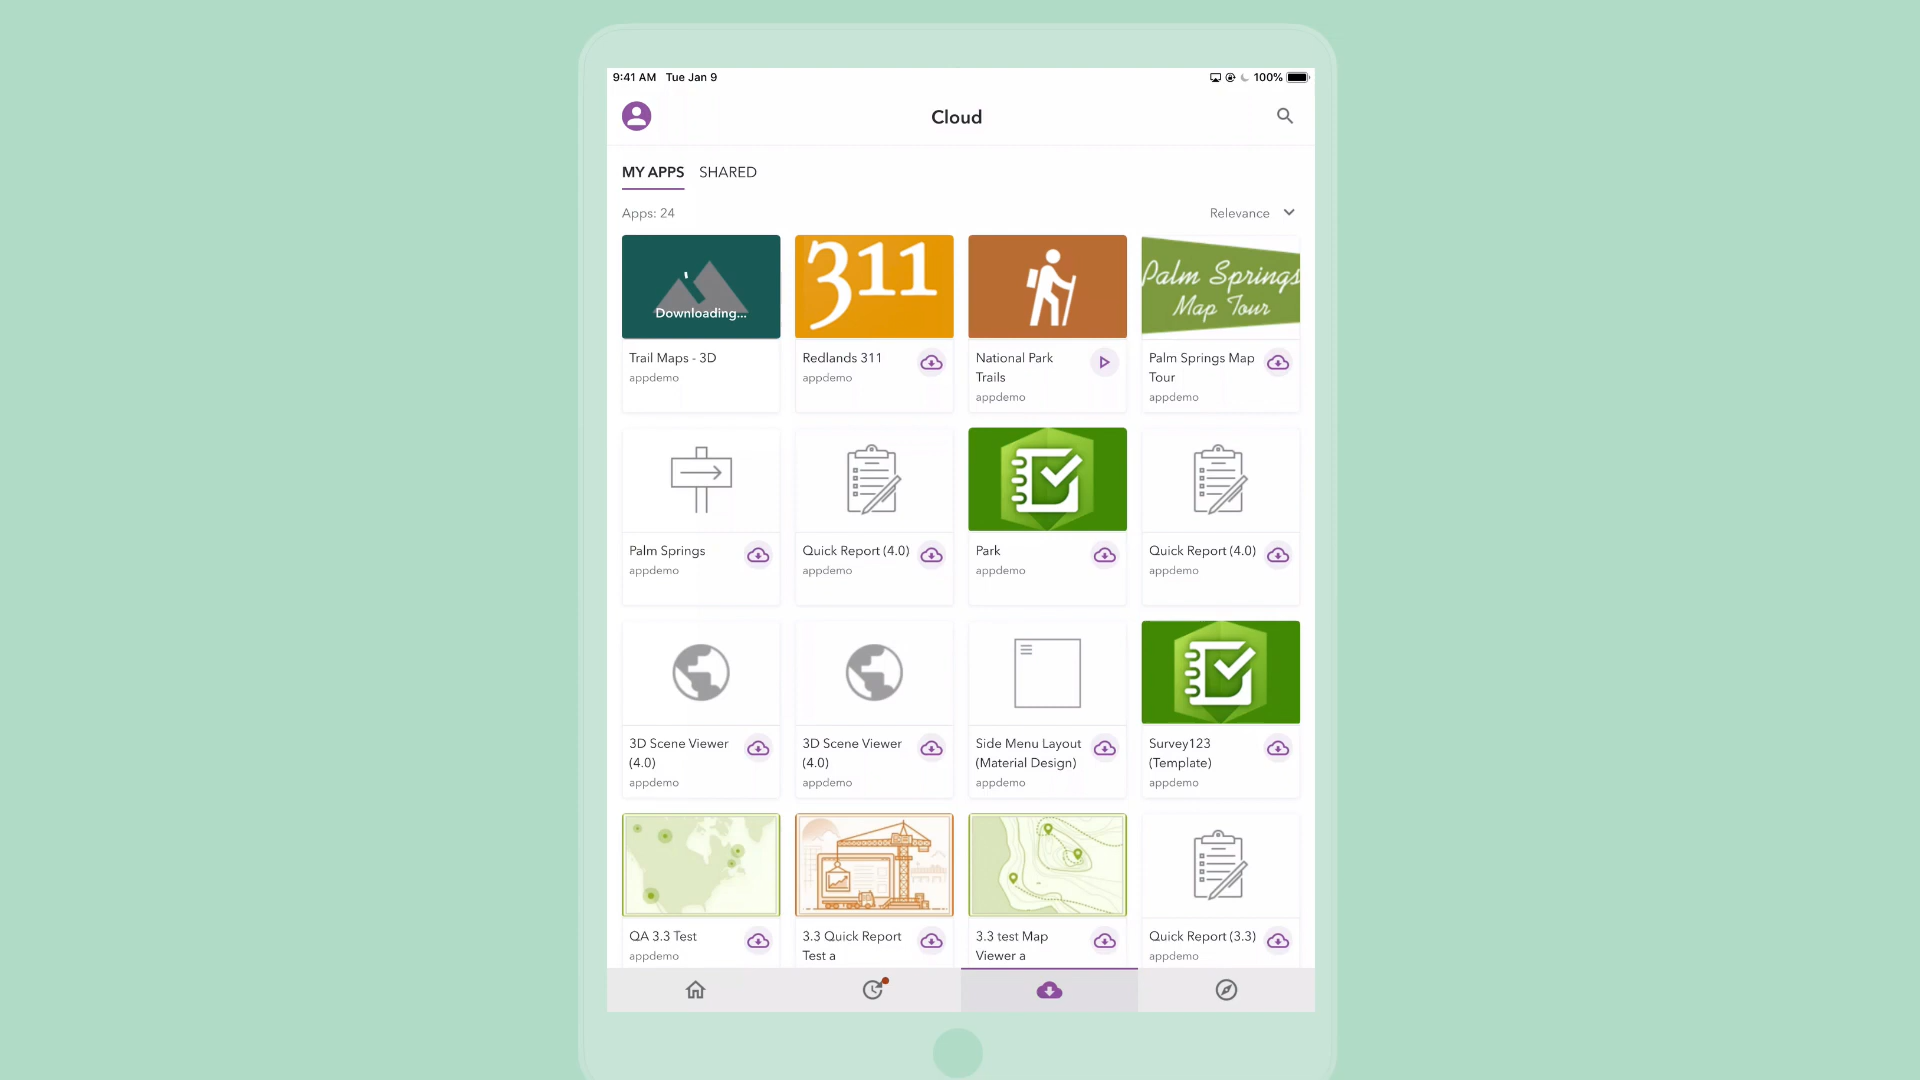 9:41 AM Tue Jan 9
100%
Cloud
MY APPS SHARED
Apps: 24
Relevance
Downloading...
Trail Maps - 3D
appdemo
311
Redlands 311
appdemo
National Park
Trails
appdemo
Palm Springs
Map Tour
Palm Springs Map
Tour
appdemo
Palm Springs
appdemo
Quick Report (4.0)
appdemo
Park
appdemo
Quick Report (4.0)
appdemo
3D Scene Viewer
(4.0)
appdemo
3D Scene Viewer
(4.0)
appdemo
Side Menu Layout
(Material Design)
appdemo
Survey123
(Template)
appdemo
QA 3.3 Test
appdemo
3.3 Quick Report
Test a
3.3 test Map
Viewer a
Quick Report (3.3)
appdemo